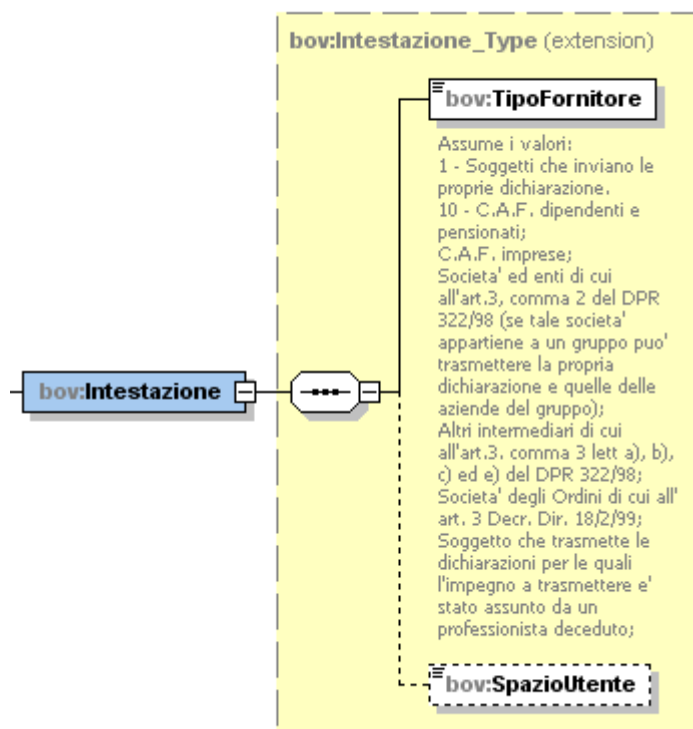 bov:Intestazione_Type (extension)
bov:TipoFornitore
Assume i valori:
1 - Soggetti che inviano le
proprie dichiarazione.
10 - C.A.F. dipendenti e
pensionati;
C.A.F. imprese;
Societa' ed enti di cui
all'art.3, comma 2 del DPR
322/98 (se tale societa'
appartiene a un gruppo puo'
trasmettere la propria
dichiarazione e quelle delle
aziende del gruppo);
Altri intermediari di cui
all'art.3. comma 3 lett a), b),
c) ed e) del DPR 322/98;
Societa' degli Ordini di cui all'
art. 3 Decr. Dir. 18/2/99;
Soggetto che trasmette le
dichiarazioni per le quali
l'impegno a trasmettere e'
stato assunto da un
professionista deceduto;
bov:Intestazione
bov:SpazioUtente